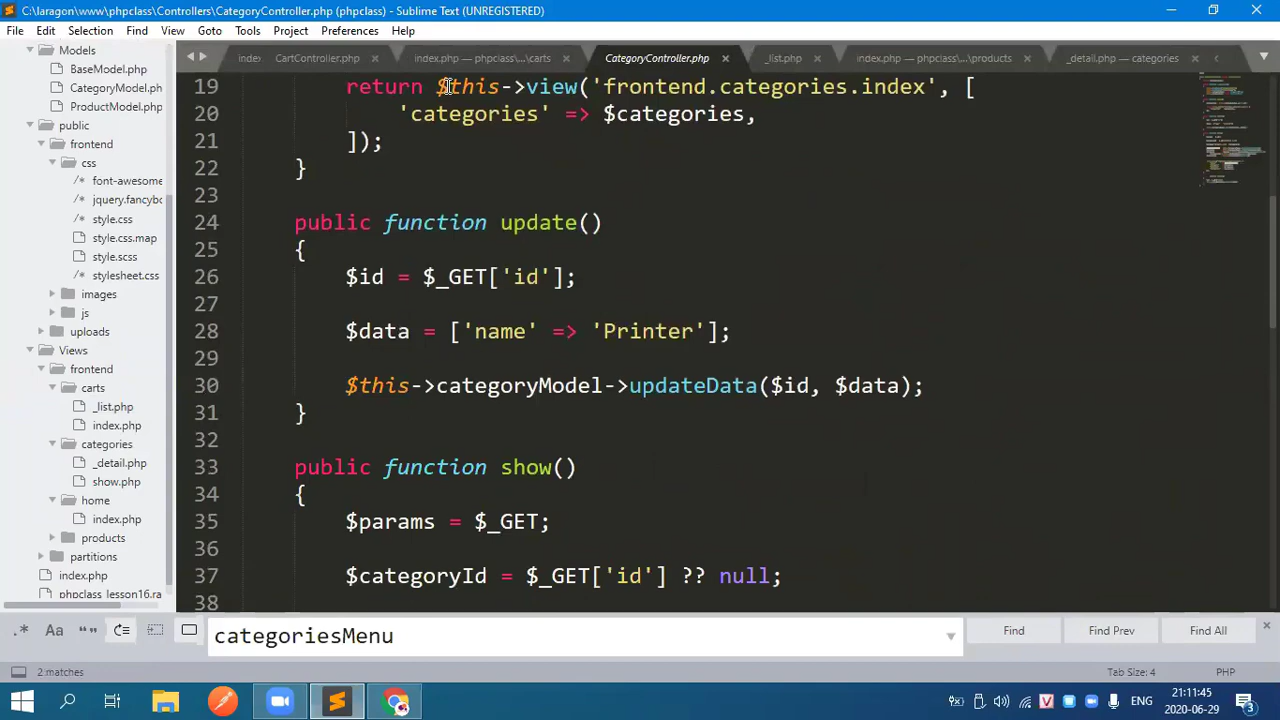 C:\laragon\www\phpclass\Controllers\CategoryController.php (phpclass) - Sublime Text (UNREGISTERED)
File Edit Selection Find View Goto Tools Project Preferences Help
Models
BaseModel.php
CategoryModel.php
ProductModel.php
public
frontend
css
font-awesome
jquery.fancybo
style.css
style.css.map
style.scss
stylesheet.css
images
js
uploads
Views
frontend
carts
_list.php
index.php
categories
_detail.php
show.php
home
index.php
products
partitions
index.php
phpclass_lesson16.ra
index CartController.php index.php — phpclass\...\carts CategoryController.php _list.php index.php — phpclass\...\products _detail.php — categories
19 return $this->view('frontend.categories.index', [
20 'categories' => $categories,
21 ]);
22 }
23
24 public function update()
25 {
26 $id = $_GET['id'];
27
28 $data = ['name' => 'Printer'];
29
30 $this->categoryModel->updateData($id, $data);
31 }
32
33 public function show()
34 {
35 $params = $_GET;
36
37 $categoryId = $_GET['id'] ?? null;
38
.* Aa “” categoriesMenu Find Find Prev Find All
2 matches Tab Size: 4 PHP
ENG 21:11:45
2020-06-29 3